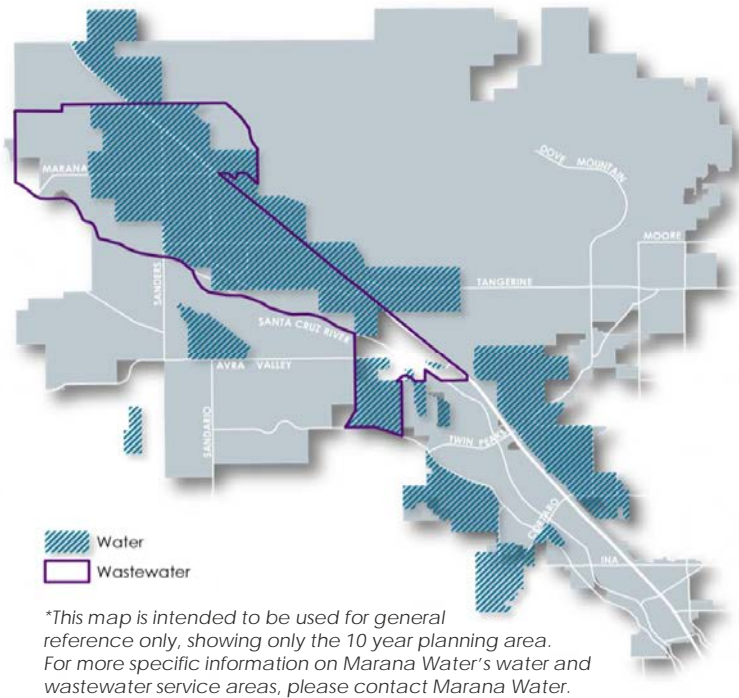 DOVE MOUNTAIN
MARANA
MOORE
SANDERS
TANGERINE
SANTA CRUZ RIVER
AVRA VALLEY
SANDARIO
TWIN PEAKS
CORTARO
INA
Water
Wastewater
*This map is intended to be used for general
reference only, showing only the 10 year planning area.
For more specific information on Marana Water's water and
wastewater service areas, please contact Marana Water.